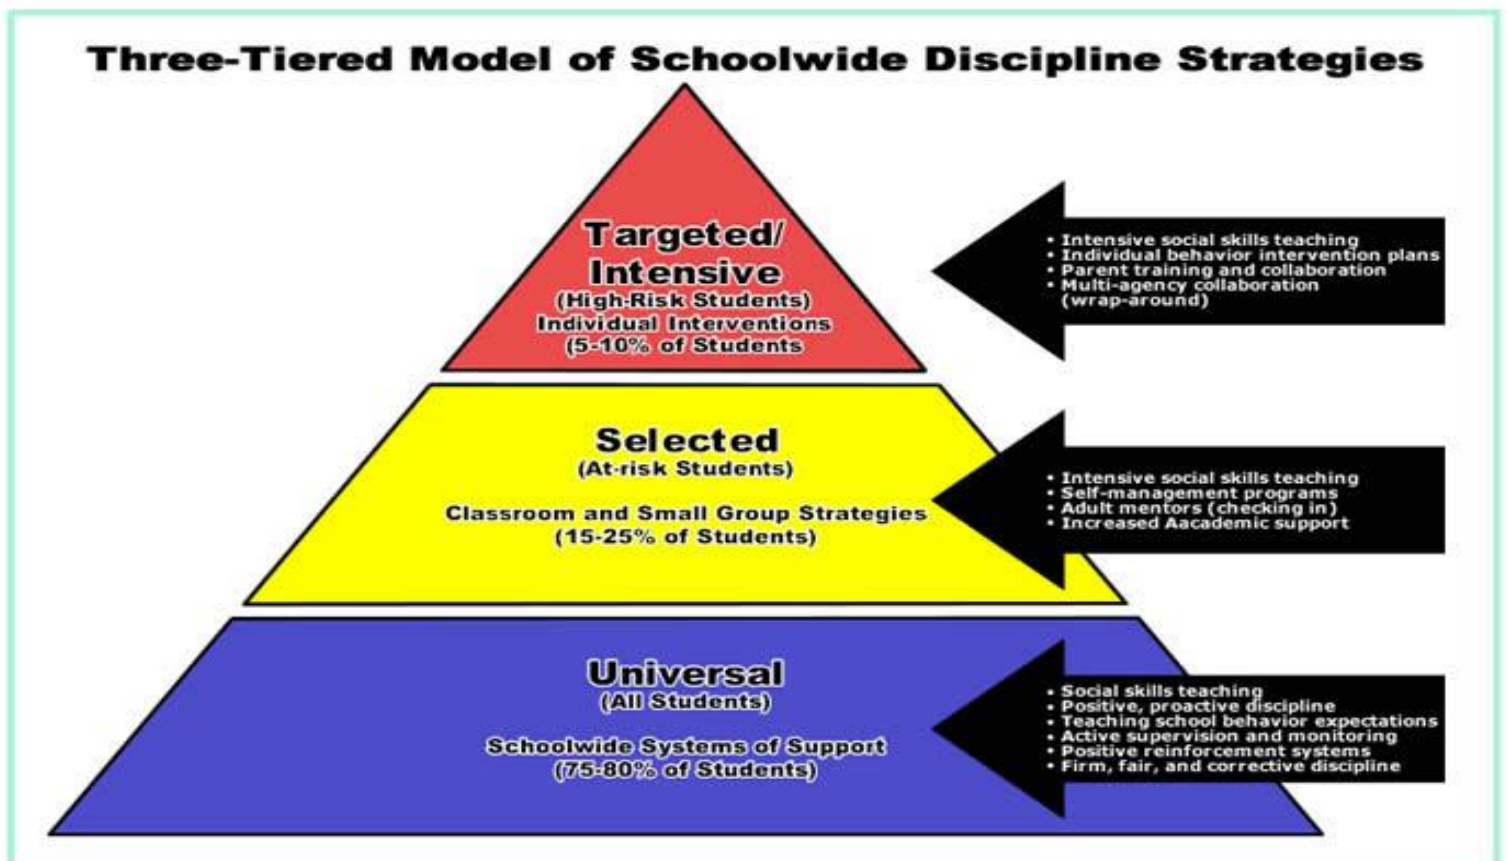 Three-Tiered Model of Schoolwide Discipline Strategies
Targeted/
Intensive
(High-Risk Students)
Individual Interventions
(5-10% of Students
• Intensive social skills teaching
• Individual behavior intervention plans
• Parent training and collaboration
• Multi-agency collaboration
(wrap-around)
Selected
(At-risk Students)
Classroom and Small Group Strategies
(15-25% of Students)
• Intensive social skills teaching
• Self-management programs
• Adult mentors (checking in)
• Increased Aacademic support
Universal
(All Students)
Schoolwide Systems of Support
(75-80% of Students)
• Social skills teaching
• Positive, proactive discipline
• Teaching school behavior expectations
• Active supervision and monitoring
• Positive reinforcement systems
• Firm, fair, and corrective discipline